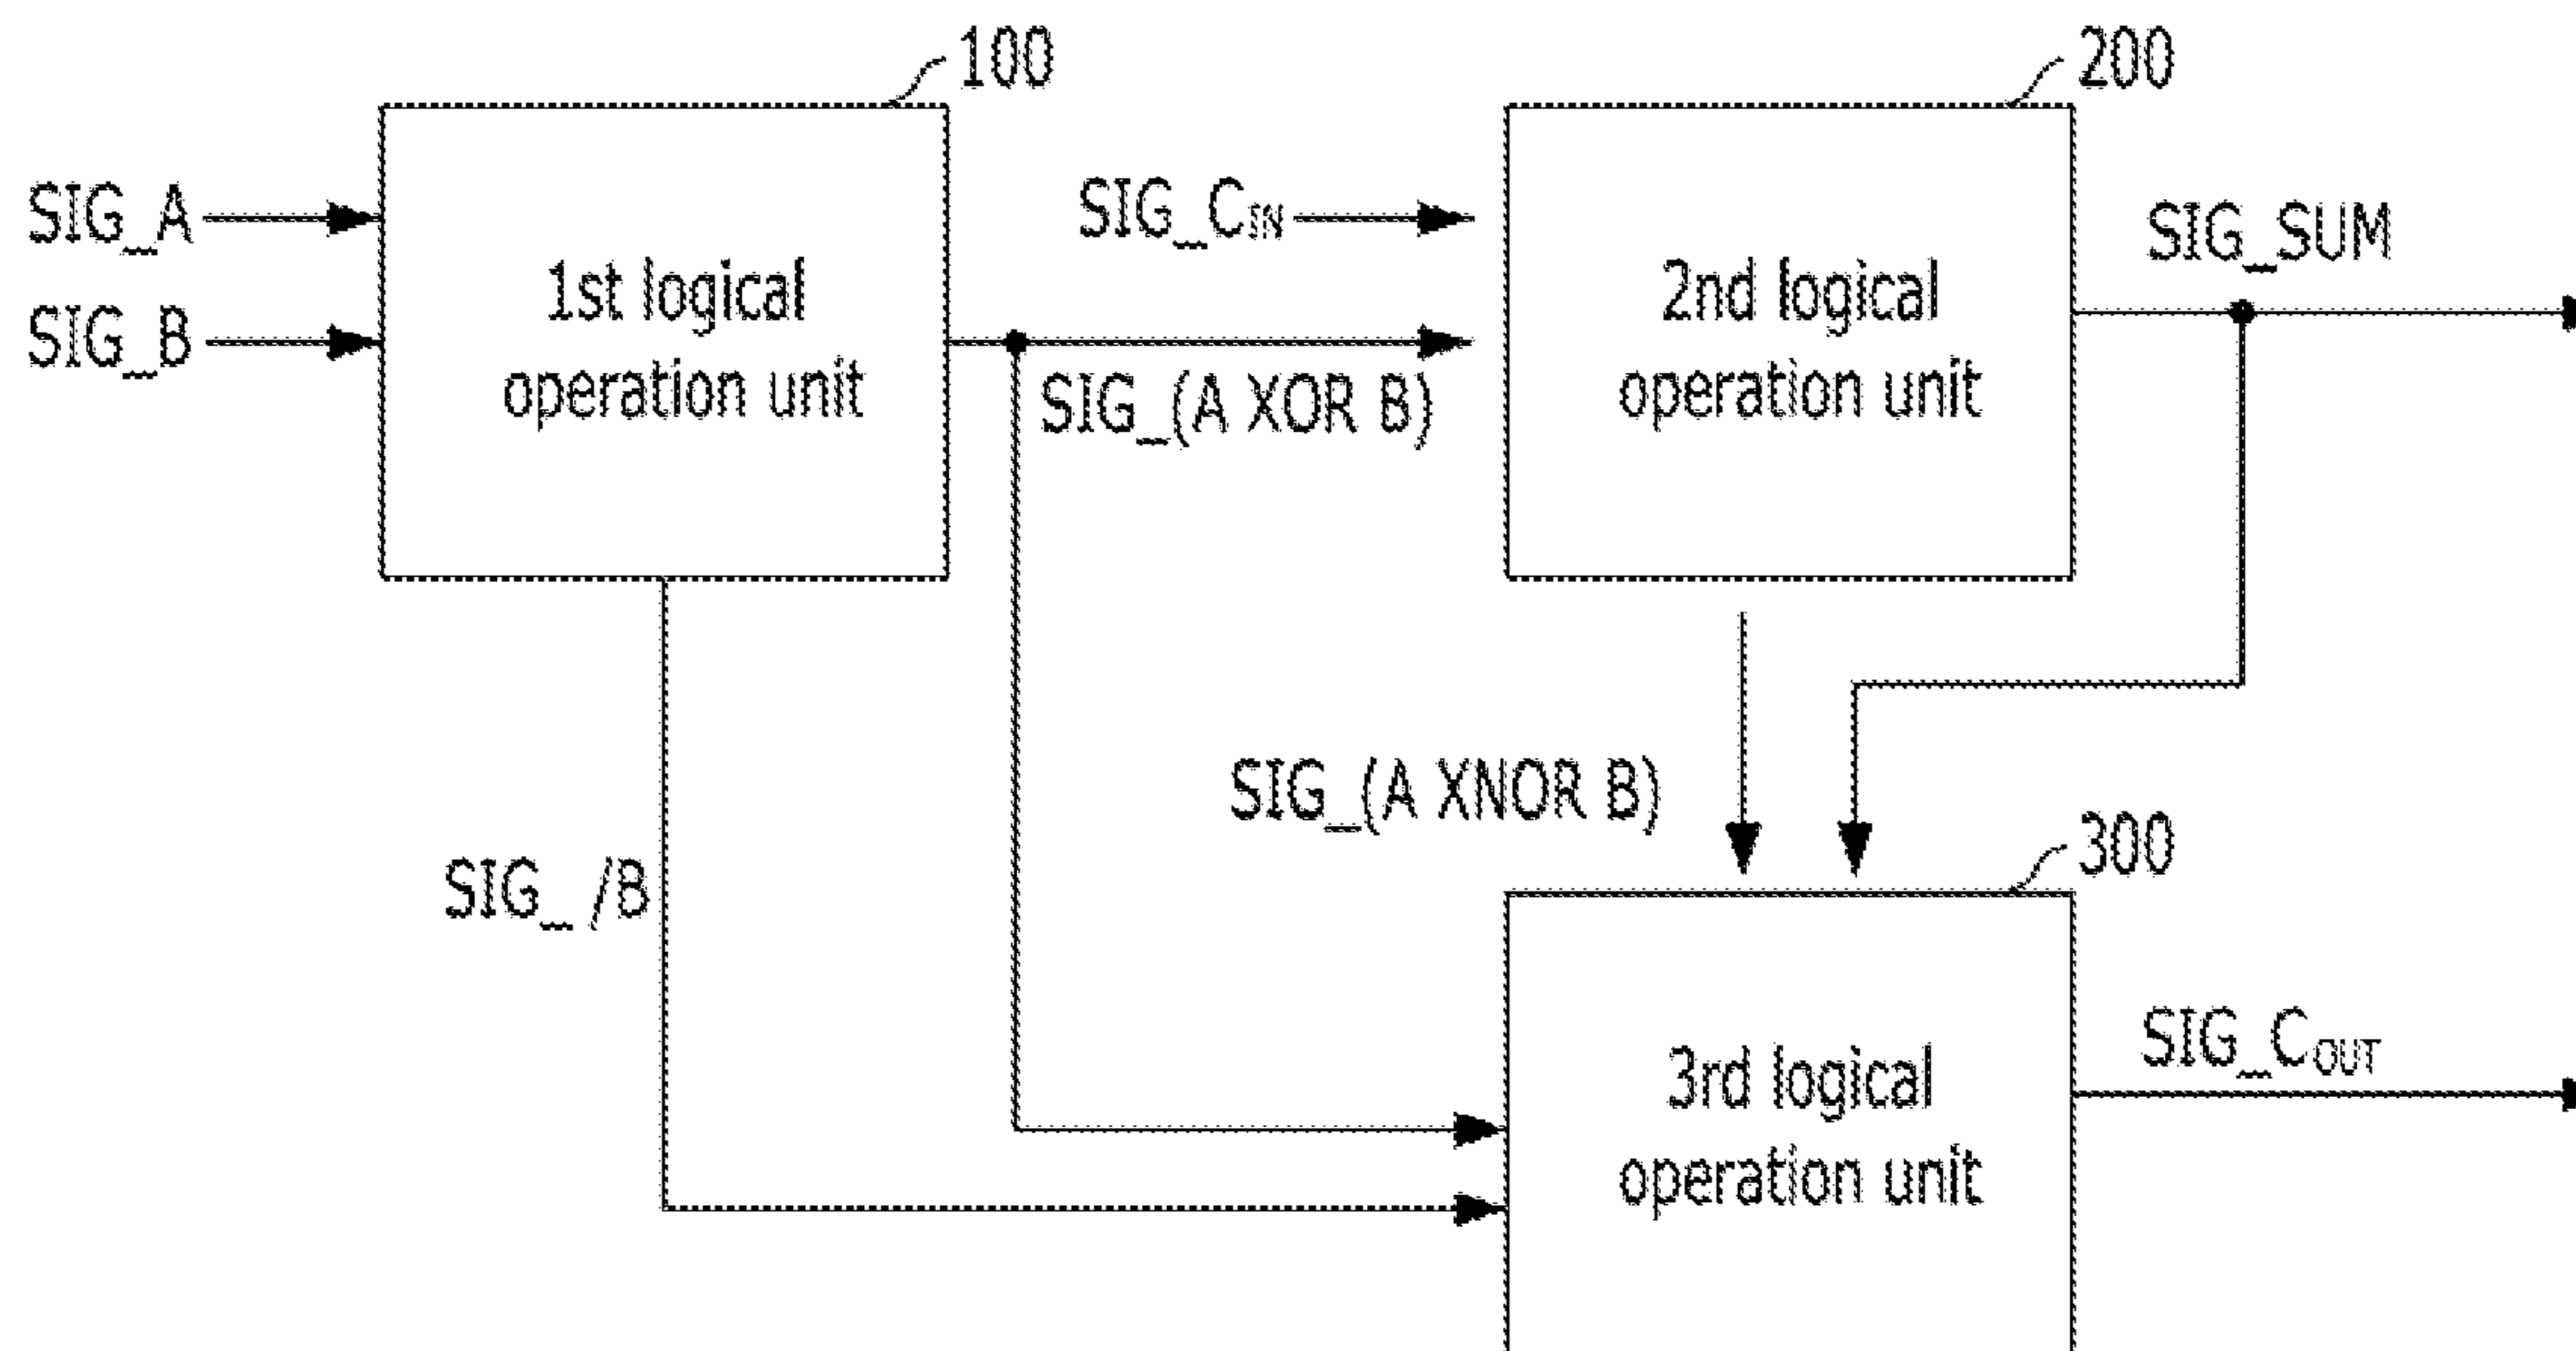 100
200
SIG_A
SIG_CIN
SIG_SUM
1st logical
operation unit
2nd logical
operation unit
SIG_B
SIG_(A XOR B)
SIG_(A XNOR B)
300
SIG_ /B
SIG_COUT
3rd logical
operation unit